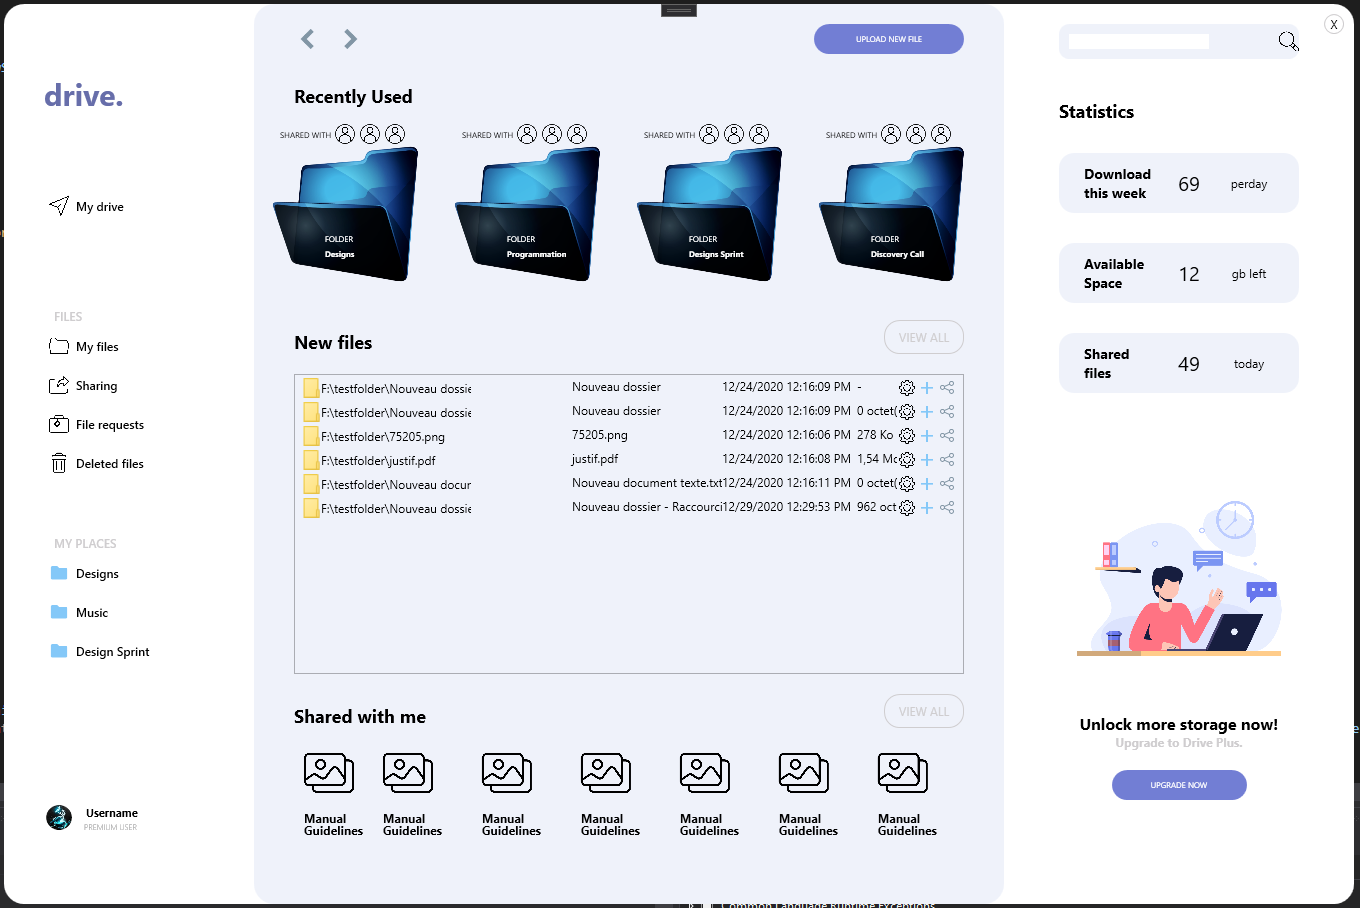 drive.
My drive
FILES
My files
Sharing
File requests
Deleted files
MY PLACES
Designs
Music
Design Sprint
Username
PREMIUM USER
UPLOAD NEW FILE
Recently Used
SHARED WITH
SHARED WITH
SHARED WITH
SHARED WITH
FOLDER
Designs
FOLDER
Programmation
FOLDER
Designs Sprint
FOLDER
Discovery Call
New files
VIEW ALL
F:\testfolder\Nouveau dossie Nouveau dossier 12/24/2020 12:16:09 PM -
F:\testfolder\Nouveau dossie Nouveau dossier 12/24/2020 12:16:09 PM 0 octet(
F:\testfolder\75205.png 75205.png 12/24/2020 12:16:06 PM 278 Ko
F:\testfolder\justif.pdf justif.pdf 12/24/2020 12:16:08 PM 1,54 Mo
F:\testfolder\Nouveau docur Nouveau document texte.txt 12/24/2020 12:16:11 PM 0 octet(
F:\testfolder\Nouveau dossie Nouveau dossier - Raccourci 12/29/2020 12:29:53 PM 962 oct
Shared with me
VIEW ALL
Manual
Guidelines
Manual
Guidelines
Manual
Guidelines
Manual
Guidelines
Manual
Guidelines
Manual
Guidelines
Manual
Guidelines
X
Statistics
Download
this week
69
perday
Available
Space
12
gb left
Shared
files
49
today
Unlock more storage now!
Upgrade to Drive Plus.
UPGRADE NOW
Common Language Runtime Exceptions